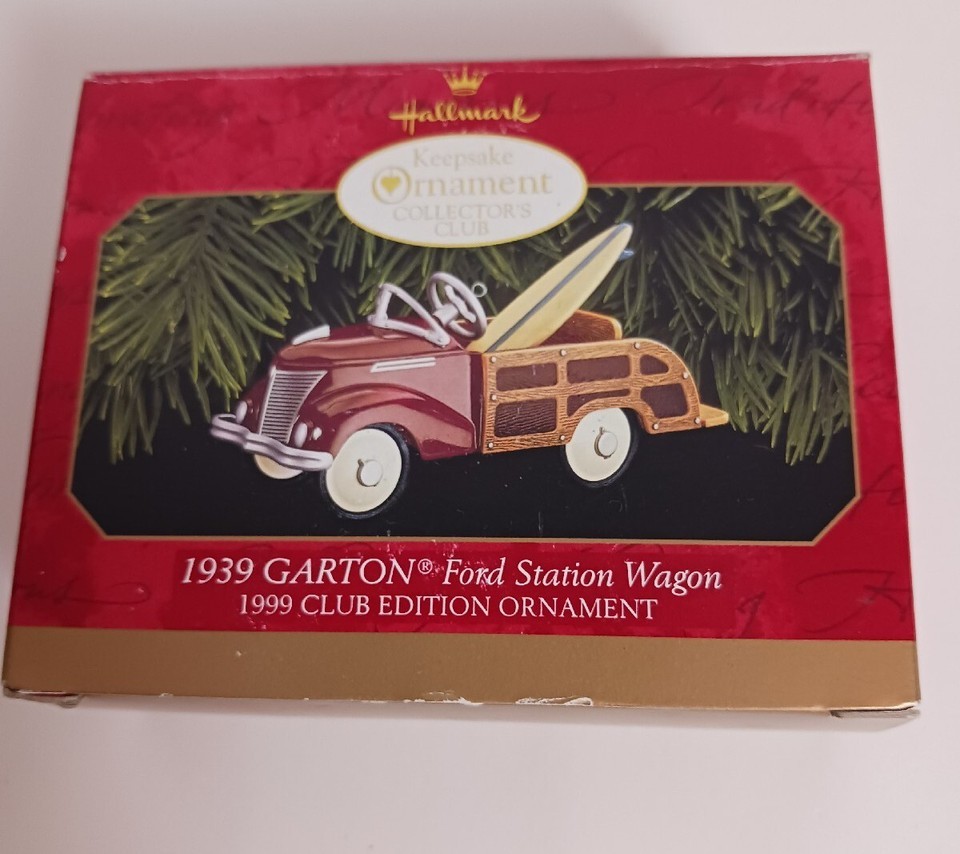 Hallmark
Keepsake
Ornament
COLLECTOR'S
CLUB
1939 GARTON® Ford Station Wagon
1999 CLUB EDITION ORNAMENT